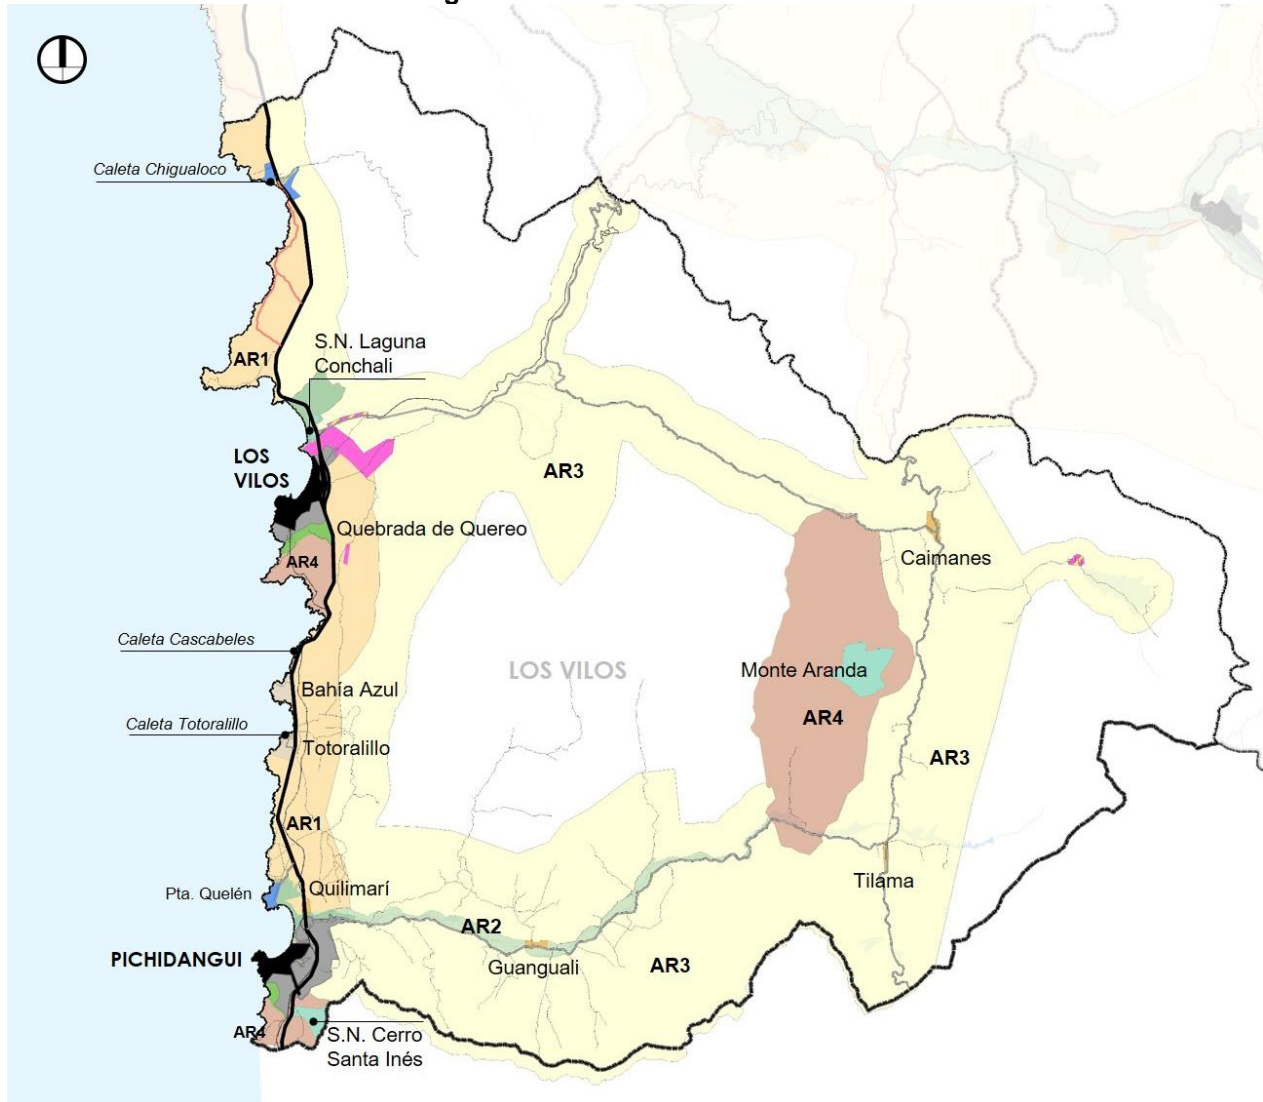 g
Caleta Chigualoco
AR1
S.N. Laguna
Conchali
LOS
VILOS
AR3
Quebrada de Quereo
AR4
Caimanes
Caleta Cascabeles
LOS VILOS
Monte Aranda
Bahía Azul
AR4
Caleta Totoralillo
Totoralillo
AR3
AR1
Tilama
Pta. Quelén
Quilimarí
AR2
PICHIDANGUI
Guanguali
AR3
AR4
S.N. Cerro
Santa Inés